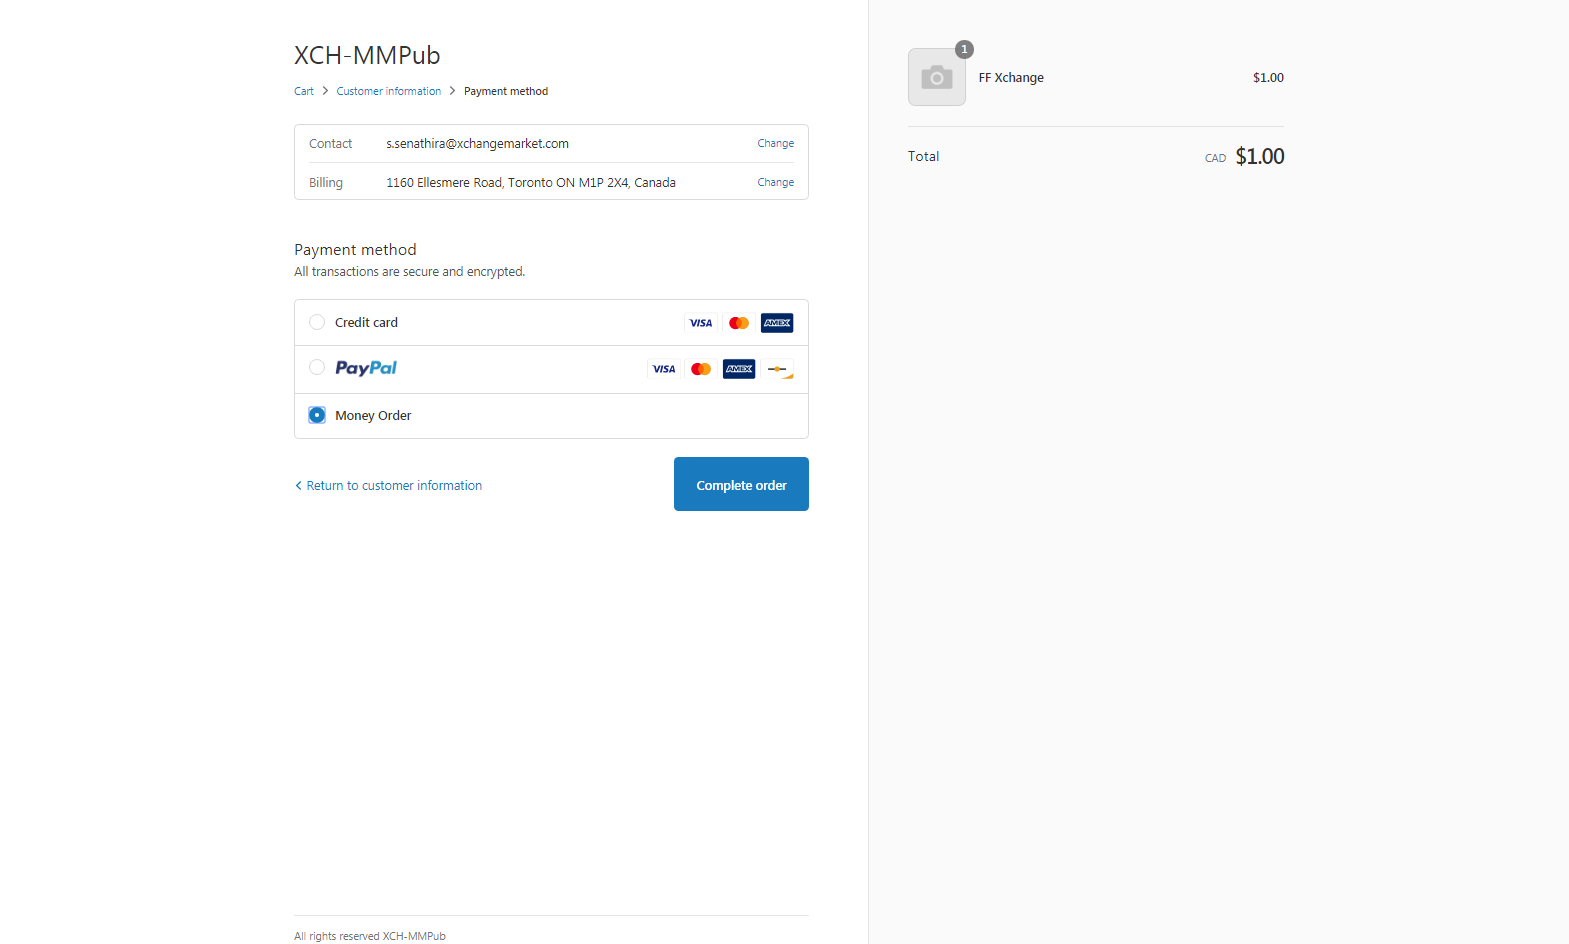 XCH-MMPub
Cart > Customer information > Payment method
Contact s.senathira@xchangemarket.com Change
Billing 1160 Ellesmere Road, Toronto ON M1P 2X4, Canada Change
Payment method
All transactions are secure and encrypted.
Credit card VISA AMEX
PayPal VISA AMEX
Money Order
< Return to customer information
Complete order
All rights reserved XCH-MMPub
1
FF Xchange $1.00
Total CAD $1.00